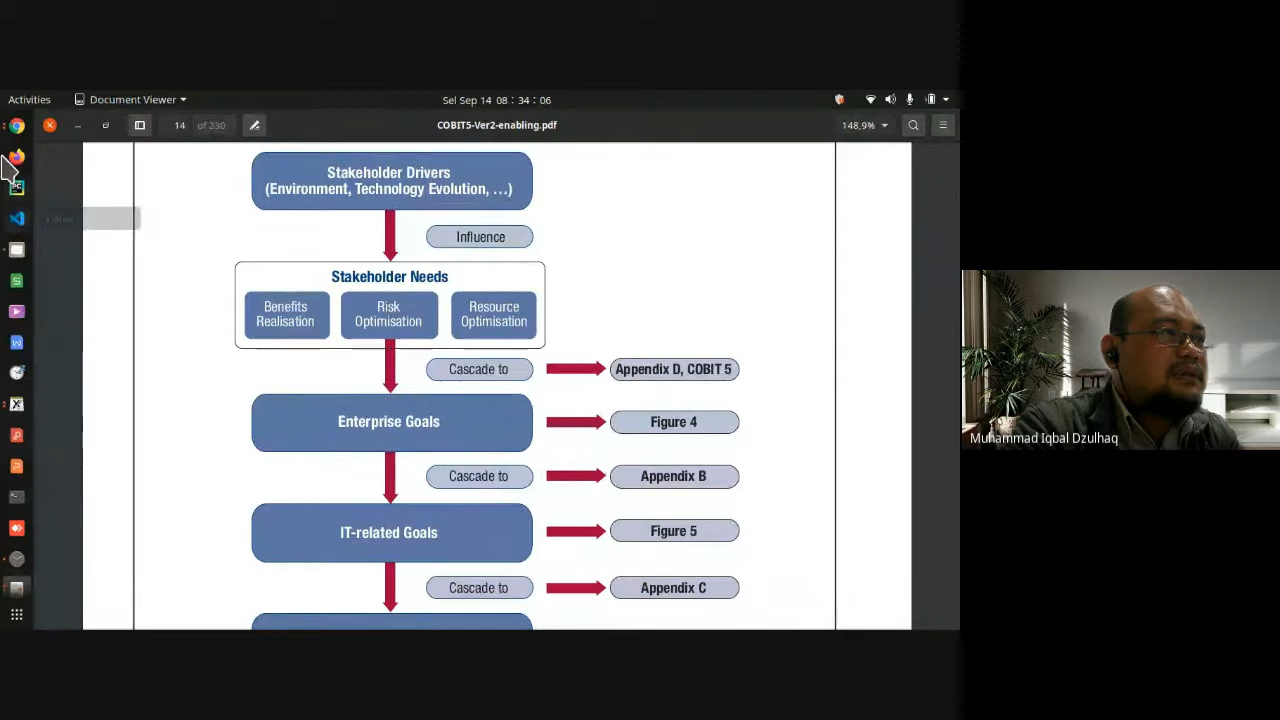 Activities
Document Viewer
Sel Sep 14 08:34:06
14 of 230
COBIT5-Ver2-enabling.pdf
148,9%
Stakeholder Drivers
(Environment, Technology Evolution, …)
Influence
Stakeholder Needs
Benefits
Realisation
Risk
Optimisation
Resource
Optimisation
Cascade to
Appendix D, COBIT 5
Enterprise Goals
Figure 4
Cascade to
Appendix B
IT-related Goals
Figure 5
Cascade to
Appendix C
Muhammad Iqbal Dzulhaq